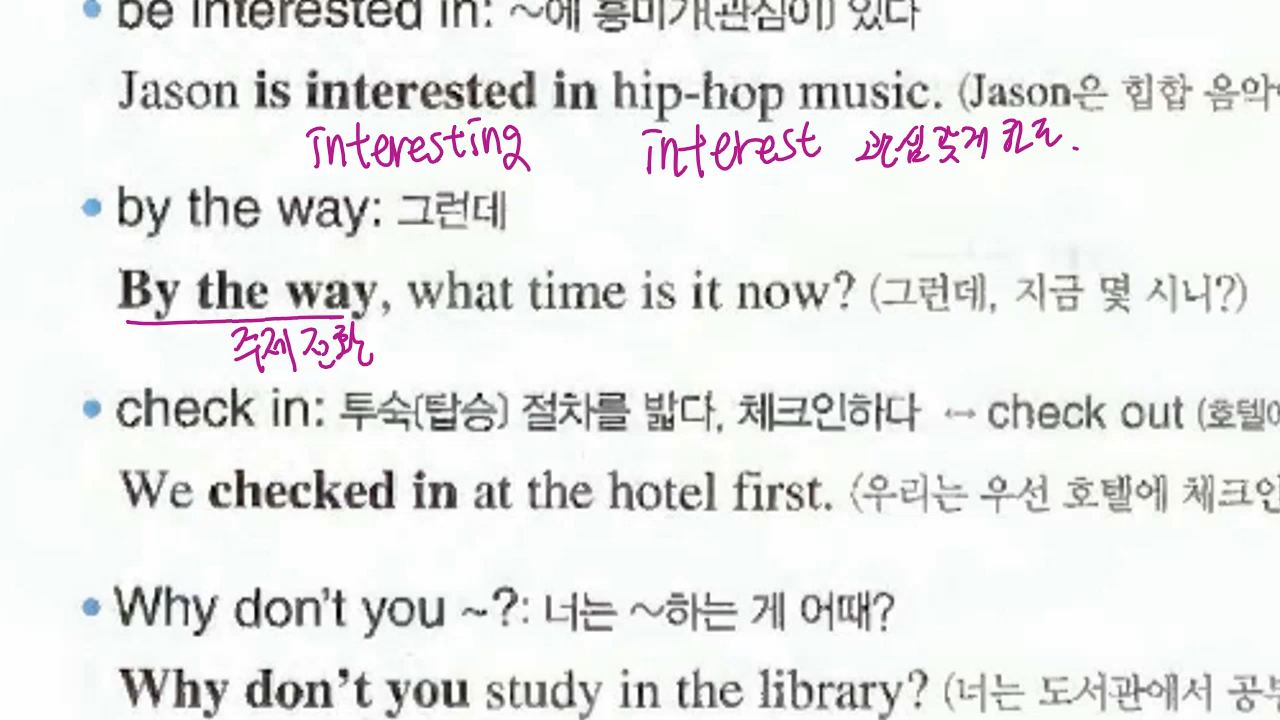 • be interested in: ~에 흥미가(관심이) 있다
Jason is interested in hip-hop music. (Jason은 힙합 음악
interesting interest 관심갖게
• by the way: 그런데
By the way, what time is it now? (그런데, 지금 몇 시니?)
주제 전환
• check in: 투숙(탑승) 절차를 밟다, 체크인하다 ↔ check out (호텔에
We checked in at the hotel first. (우리는 우선 호텔에 체크인
• Why don't you ~?: 너는 ~하는 게 어때?
Why don't you study in the library? (너는 도서관에서 공부